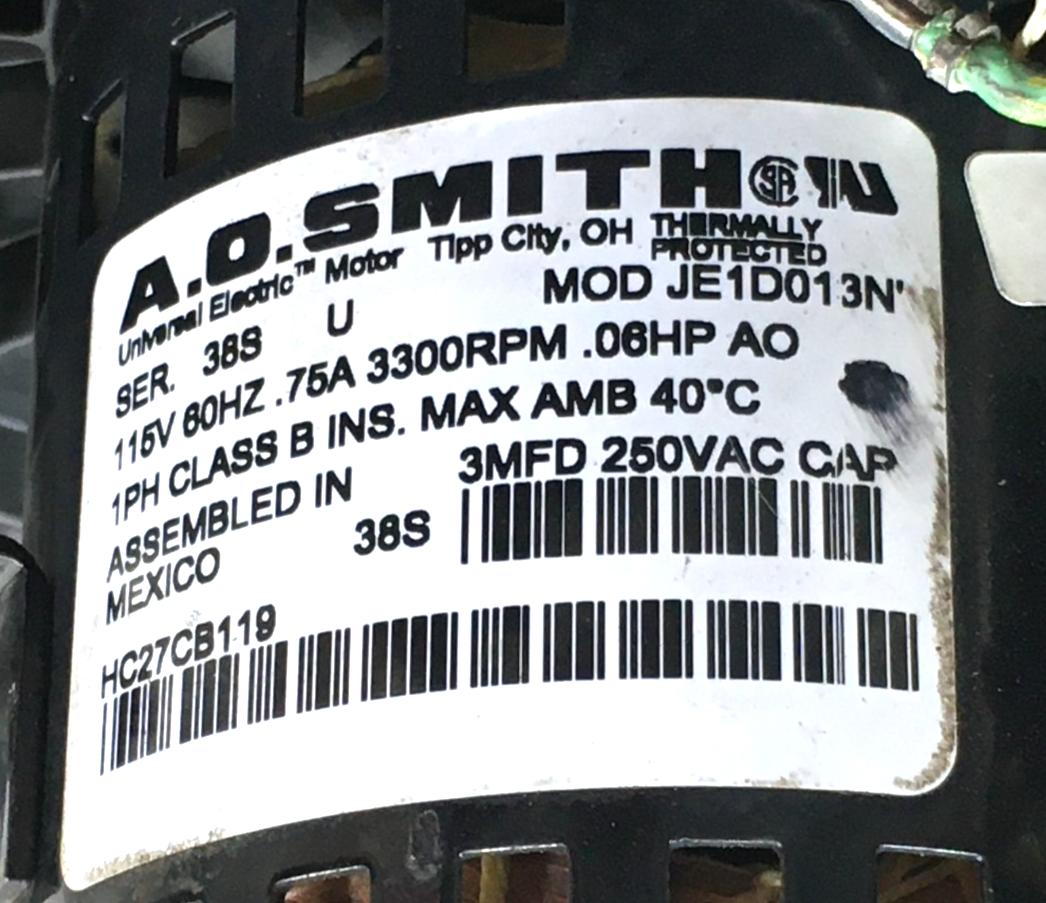 A.O.SMITH
Universal Electric™ Motor Tipp City, OH THERMALLY PROTECTED
SER. 38S U MOD JE1D013N
115V 60HZ .75A 3300RPM .06HP AO
1PH CLASS B INS. MAX AMB 40°C
ASSEMBLED IN MEXICO
3MFD 250VAC CAP
38S
HC27CB119